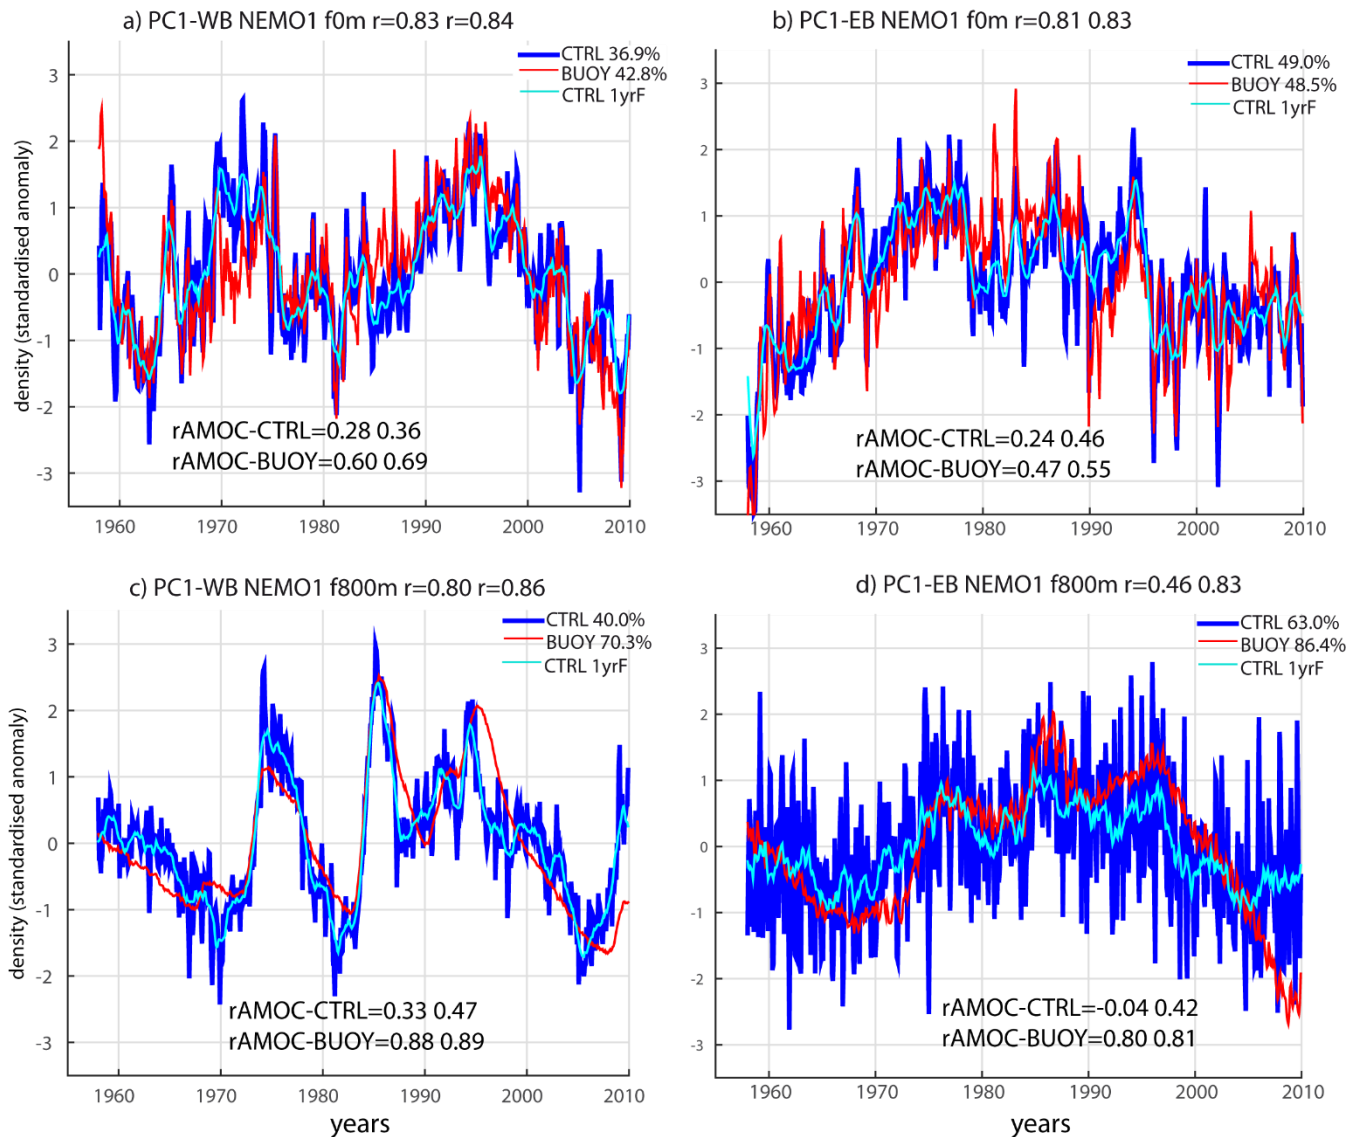 a) PC1-WB NEMO1 f0m r=0.83 r=0.84
CTRL 36.9%
BUOY 42.8%
CTRL 1yrF
density (standardised anomaly)
3
2
1
0
-1
-2
-3
rAMOC-CTRL=0.28 0.36
rAMOC-BUOY=0.60 0.69
1960 1970 1980 1990 2000 2010
b) PC1-EB NEMO1 f0m r=0.81 0.83
CTRL 49.0%
BUOY 48.5%
CTRL 1yrF
3
2
1
0
-1
-2
-3
rAMOC-CTRL=0.24 0.46
rAMOC-BUOY=0.47 0.55
1960 1970 1980 1990 2000 2010
c) PC1-WB NEMO1 f800m r=0.80 r=0.86
CTRL 40.0%
BUOY 70.3%
CTRL 1yrF
density (standardised anomaly)
3
2
1
0
-1
-2
-3
rAMOC-CTRL=0.33 0.47
rAMOC-BUOY=0.88 0.89
1960 1970 1980 1990 2000 2010
years
d) PC1-EB NEMO1 f800m r=0.46 0.83
CTRL 63.0%
BUOY 86.4%
CTRL 1yrF
3
2
1
0
-1
-2
-3
rAMOC-CTRL=-0.04 0.42
rAMOC-BUOY=0.80 0.81
1960 1970 1980 1990 2000 2010
years